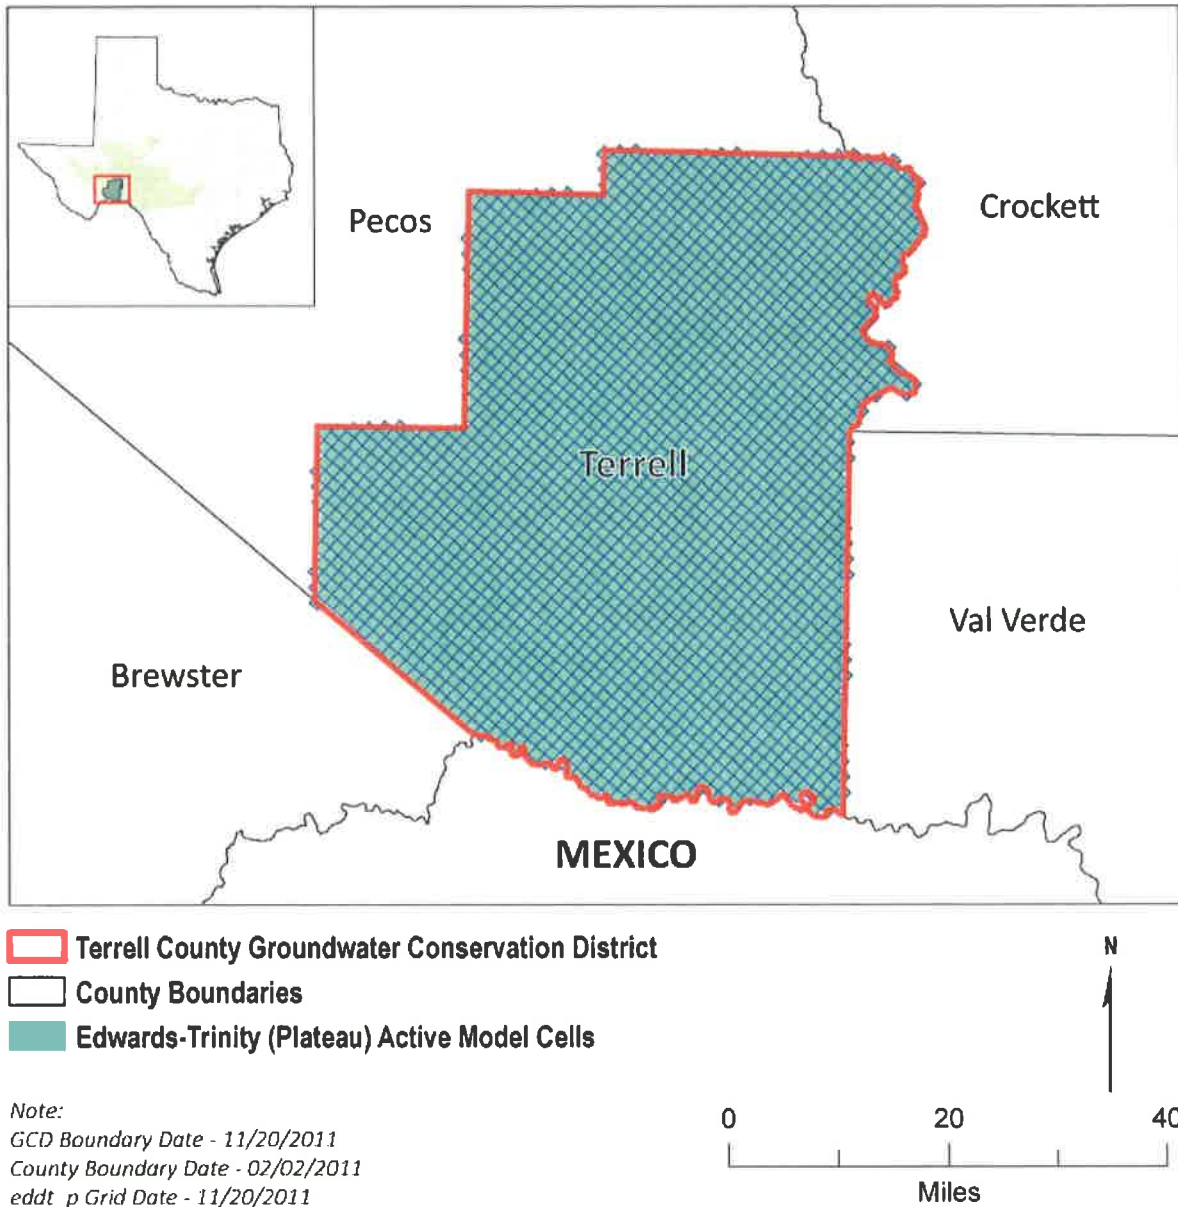 Pecos
Crockett
Terrell
Val Verde
Brewster
MEXICO
Terrell County Groundwater Conservation District
County Boundaries
Edwards-Trinity (Plateau) Active Model Cells
N
Note:
GCD Boundary Date - 11/20/2011
County Boundary Date - 02/02/2011
eddt_p Grid Date - 11/20/2011
0 20 40
Miles